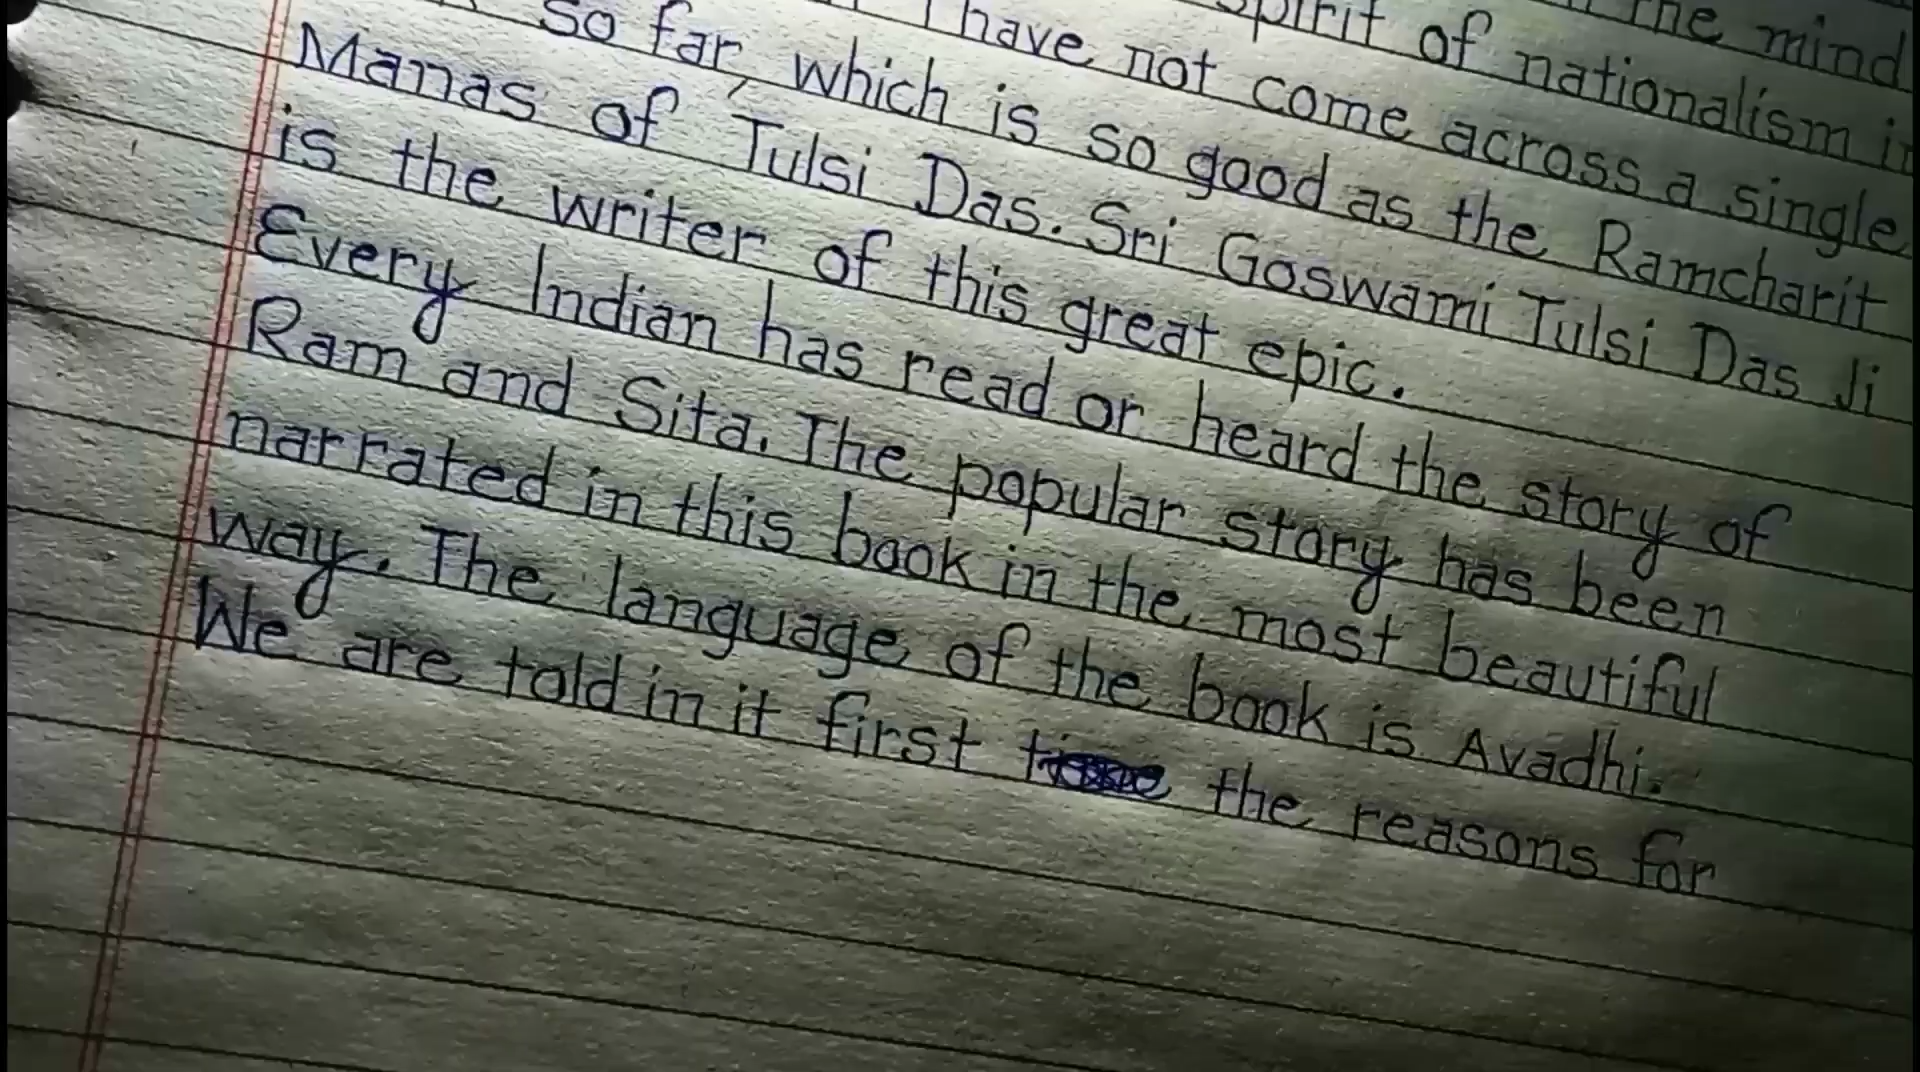 the mind
spirit of nationalism in
I have not come across a single
so far, which is so good as the Ramcharit
Manas of Tulsi Das. Sri Goswami Tulsi Das Ji
is the writer of this great epic.
Every Indian has read or heard the story of
Ram and Sita. The popular story has been
narrated in this book in the most beautiful
way. The language of the book is Avadhi.
We are told in it first the reasons for